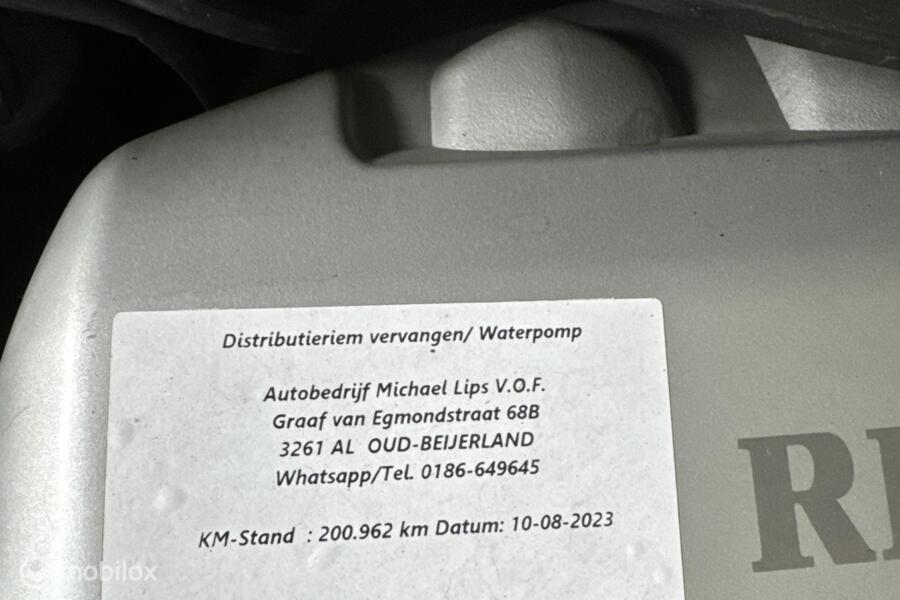 Distributieriem vervangen/ Waterpomp
Autobedrijf Michael Lips V.O.F.
Graaf van Egmondstraat 68B
3261 AL OUD-BEIJERLAND
Whatsapp/Tel. 0186-649645
KM-Stand : 200.962 km Datum: 10-08-2023
RE
mobilox